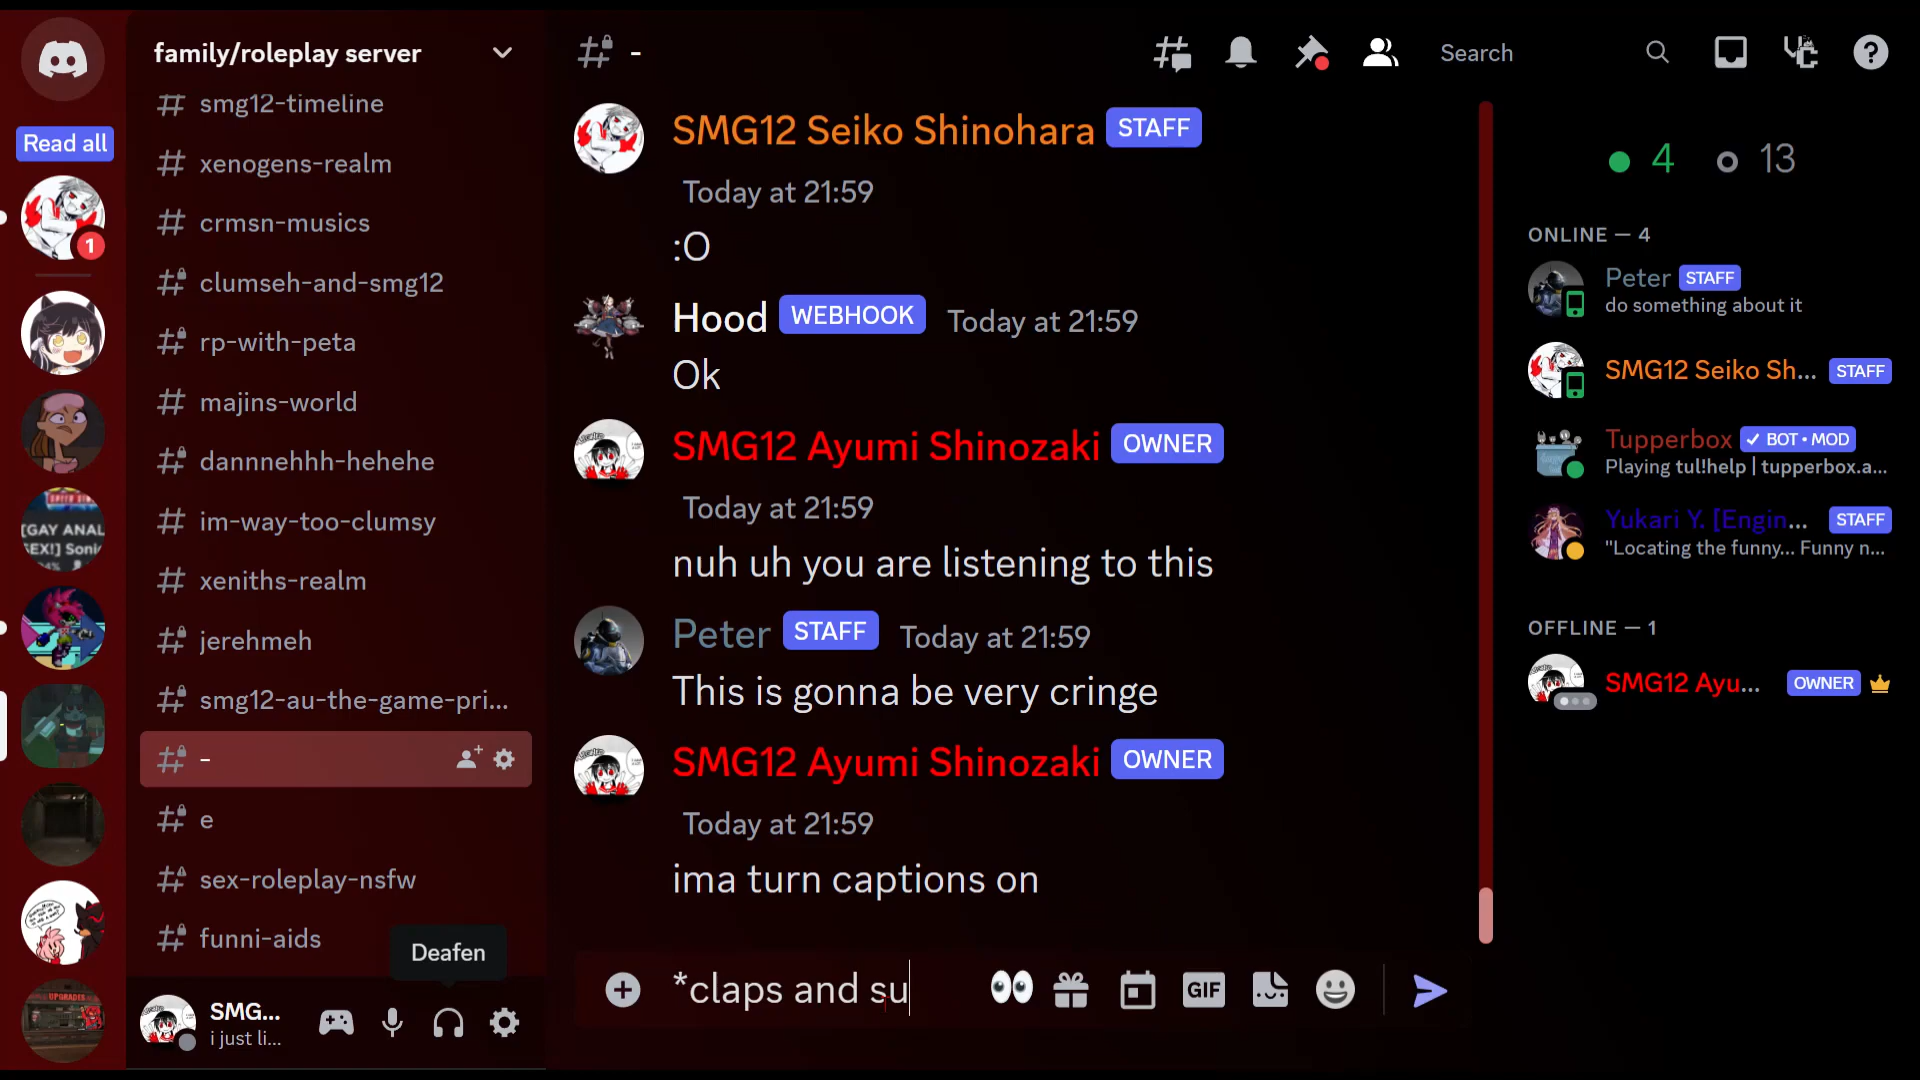 family/roleplay server
Read all
1
smg12-timeline
xenogens-realm
crmsn-musics
clumseh-and-smg12
rp-with-peta
majins-world
dannnehhh-hehehe
im-way-too-clumsy
xeniths-realm
jerehmeh
smg12-au-the-game-pri...
-
e
sex-roleplay-nsfw
funni-aids
Deafen
SMG...
i just li...
[GAY ANAL
SEX!] Soni
UPGRADES
-
Search
SMG12 Seiko Shinohara STAFF
Today at 21:59
:O
Hood WEBHOOK Today at 21:59
Ok
SMG12 Ayumi Shinozaki OWNER
Today at 21:59
nuh uh you are listening to this
Peter STAFF Today at 21:59
This is gonna be very cringe
SMG12 Ayumi Shinozaki OWNER
Today at 21:59
ima turn captions on
*claps and su
GIF
4 13
ONLINE — 4
Peter STAFF
do something about it
SMG12 Seiko Sh... STAFF
Tupperbox ✓ BOT • MOD
Playing tul!help | tupperbox.a...
Yukari Y. [Engin... STAFF
"Locating the funny... Funny n...
OFFLINE — 1
SMG12 Ayu... OWNER